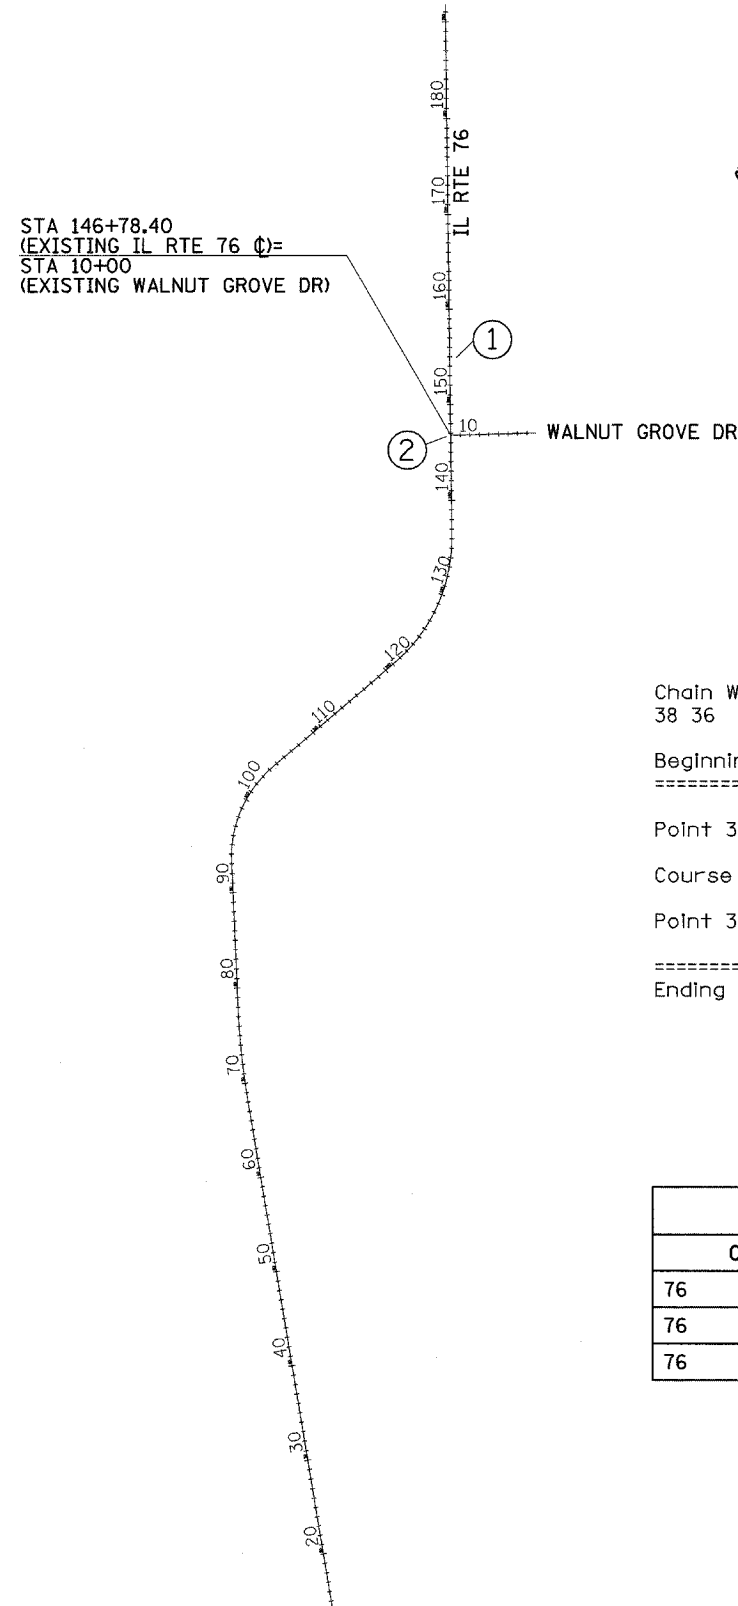 180
IL RTE 76
170
STA 146+78.40
(EXISTING IL RTE 76 ℄)=
STA 10+00
(EXISTING WALNUT GROVE DR)
160
1
150
10
WALNUT GROVE DR
2
140
130
120
Chain W
38 36
110
Beginnin
=======
100
Point 3
Course
90
Point 3
=======
80
Ending
70
60
50
76
40
76
76
30
20